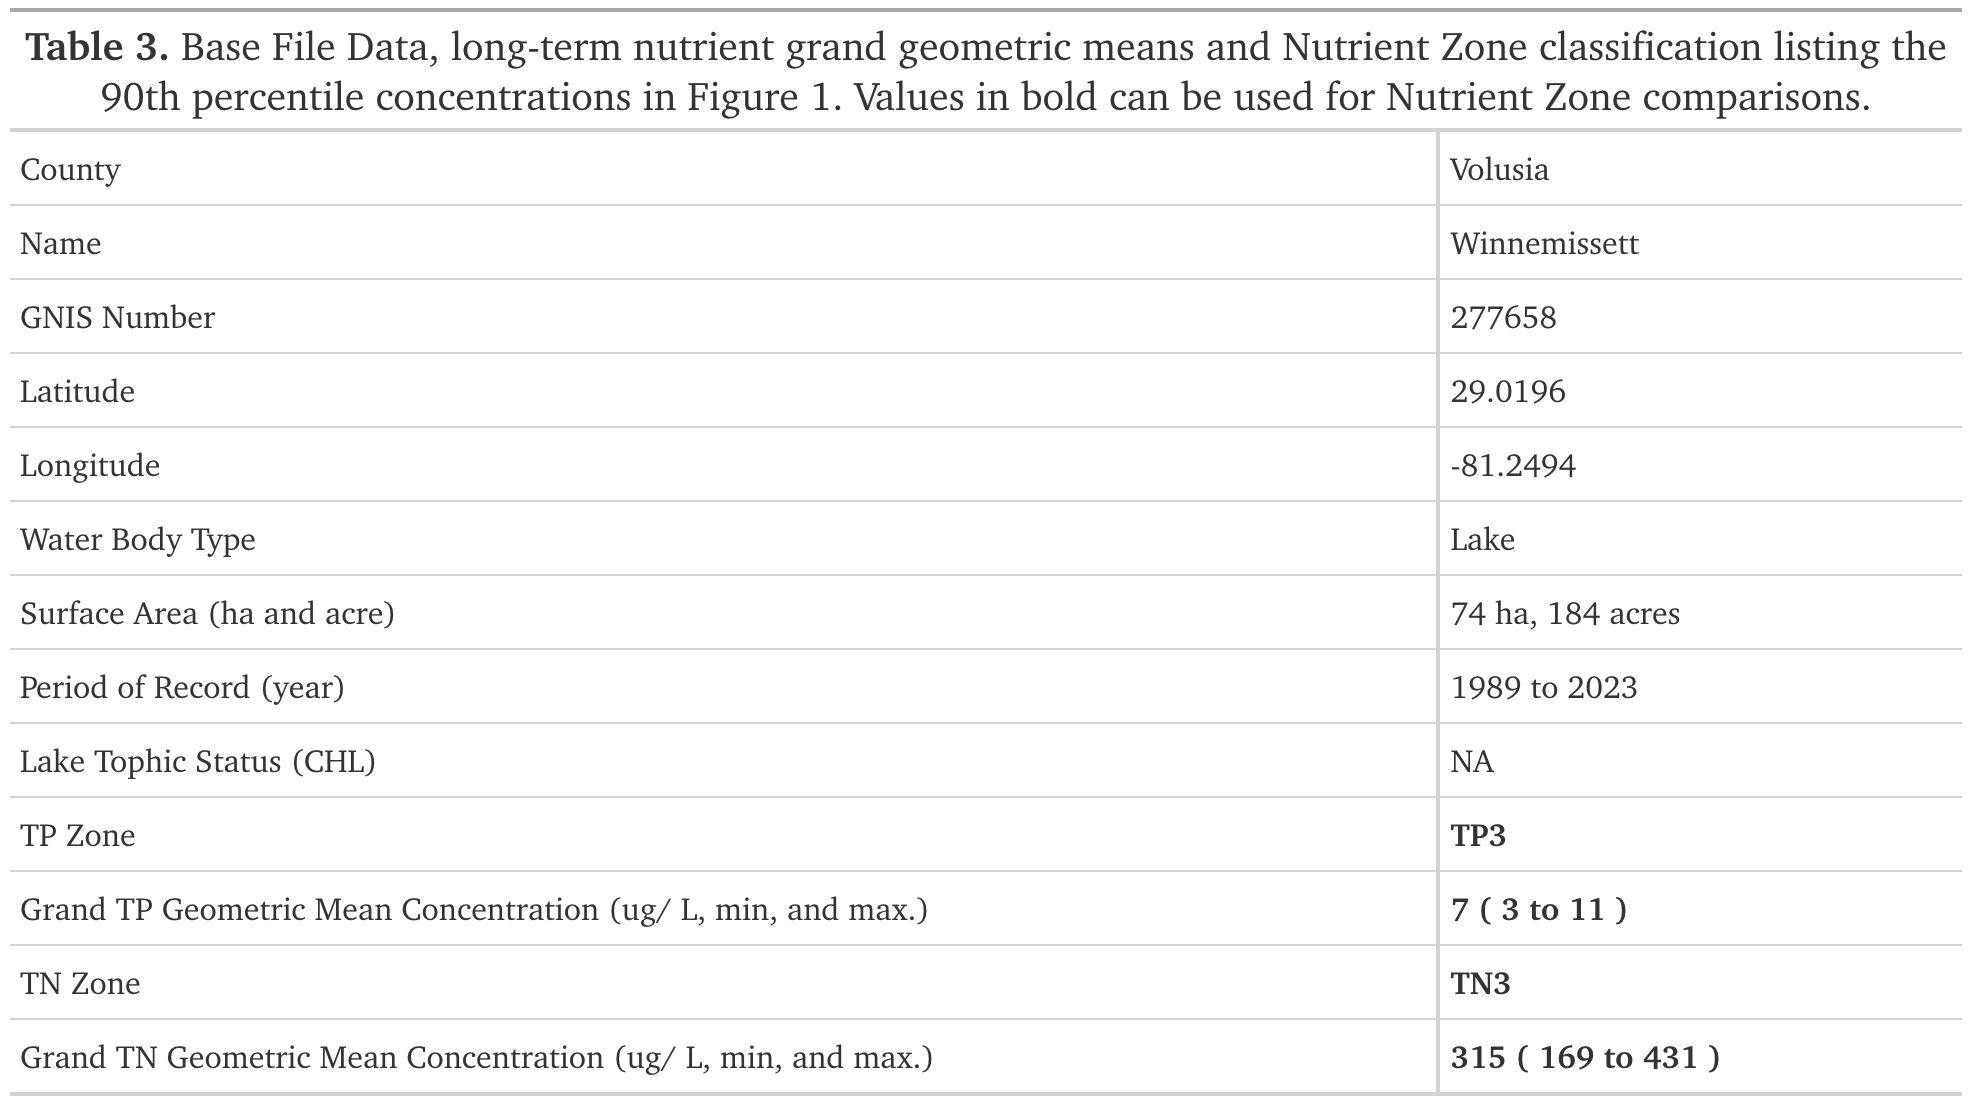 Table 3. Base File Data, long-term nutrient grand geometric means and Nutrient Zone classification listing the
90th percentile concentrations in Figure 1. Values in bold can be used for Nutrient Zone comparisons.
County Volusia
Name Winnemissett
GNIS Number 277658
Latitude 29.0196
Longitude -81.2494
Water Body Type Lake
Surface Area (ha and acre) 74 ha, 184 acres
Period of Record (year) 1989 to 2023
Lake Tophic Status (CHL) NA
TP Zone TP3
Grand TP Geometric Mean Concentration (ug/ L, min, and max.) 7 ( 3 to 11 )
TN Zone TN3
Grand TN Geometric Mean Concentration (ug/ L, min, and max.) 315 ( 169 to 431 )